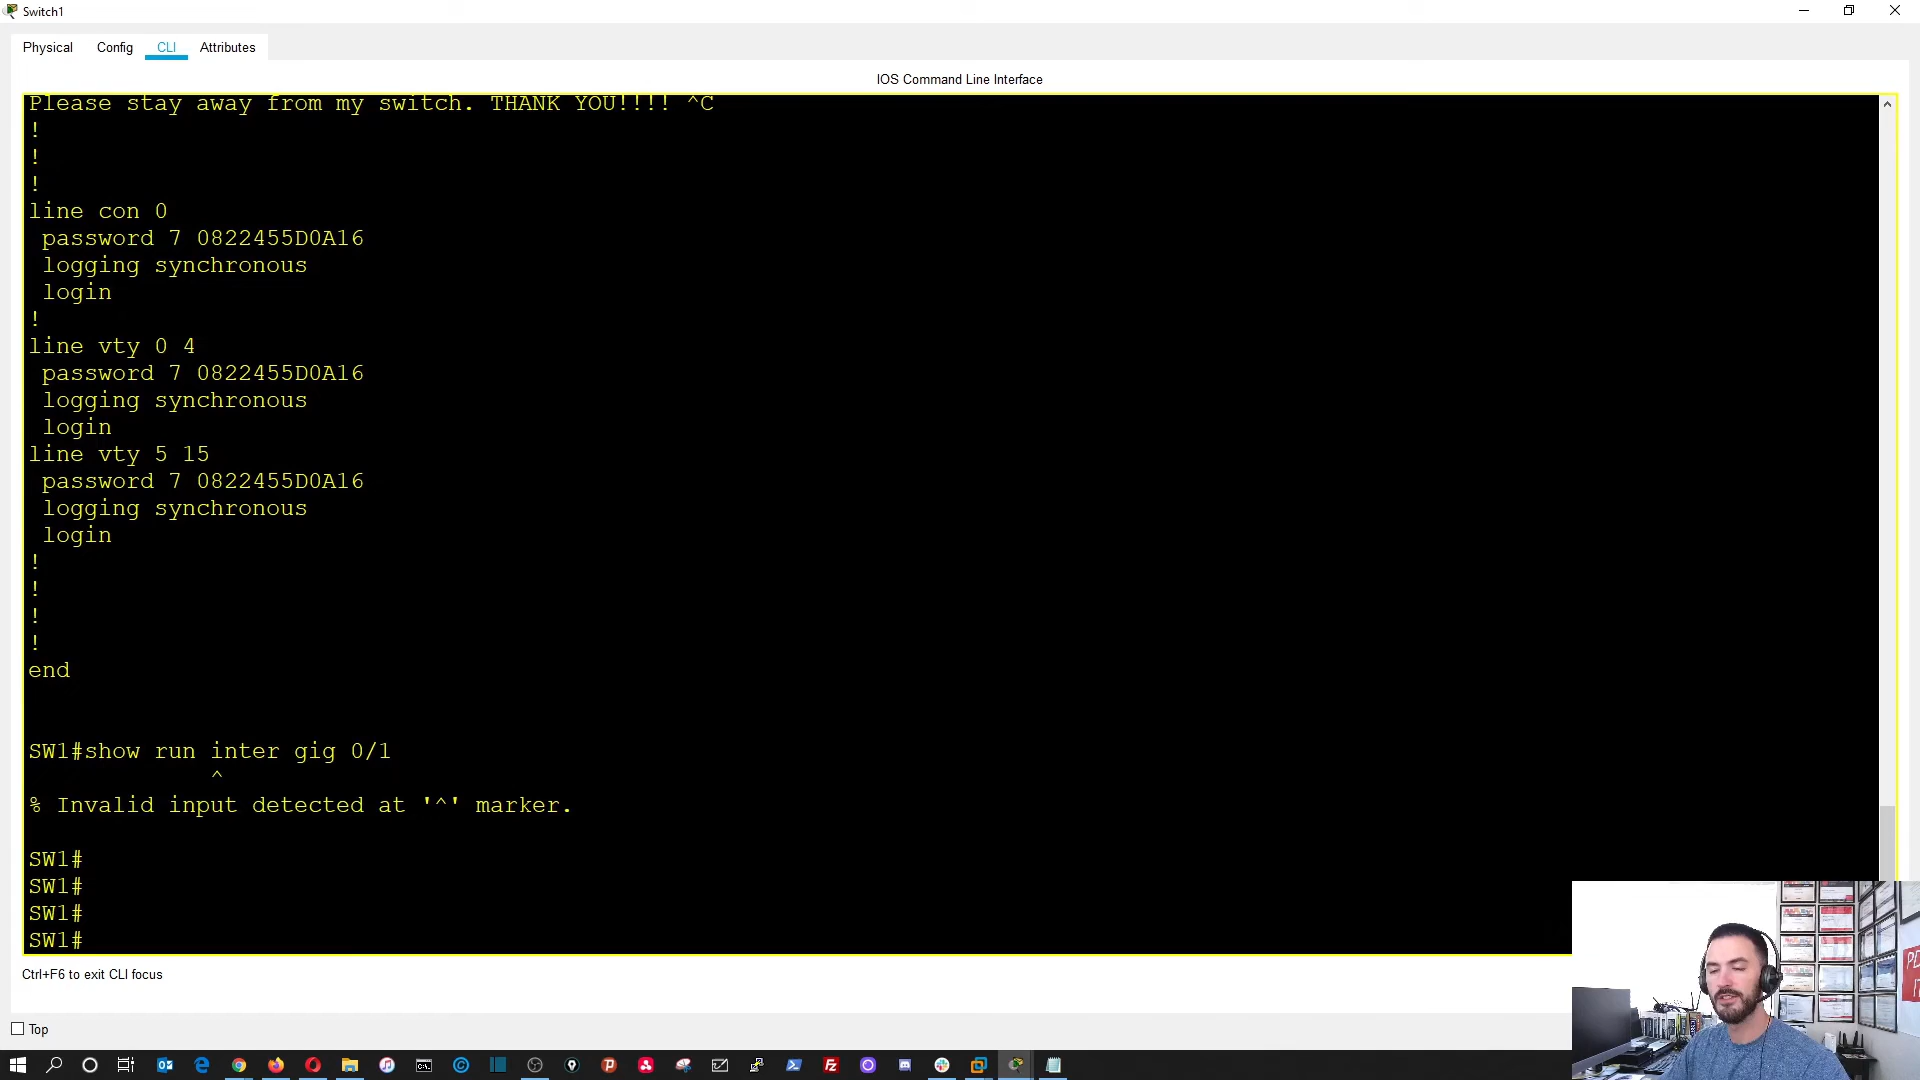 Switch1
Physical Config CLI Attributes
IOS Command Line Interface
Please stay away from my switch. THANK YOU!!!! ^C
!
!
!
line con 0
password 7 0822455D0A16
logging synchronous
login
!
line vty 0 4
password 7 0822455D0A16
logging synchronous
login
line vty 5 15
password 7 0822455D0A16
logging synchronous
login
!
!
!
!
end
SW1#show run inter gig 0/1
^
% Invalid input detected at '^' marker.
SW1#
SW1#
SW1#
SW1#
Ctrl+F6 to exit CLI focus
Top